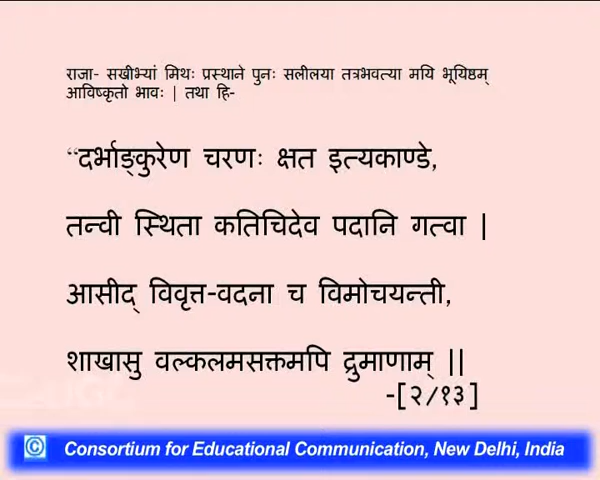 राजा- सखीभ्यां मिथः प्रस्थाने पुनः सलीलया तत्रभवत्या मयि भूयिष्ठम्
आविष्कृतो भावः | तथा हि-
“दर्भाङ्कुरेण चरणः क्षत इत्यकाण्डे,
तन्वी स्थिता कतिचिदेव पदानि गत्वा |
आसीद् विवृत्त-वदना च विमोचयन्ती,
शाखासु वल्कलमसक्तमपि द्रुमाणाम् ||
-[२/१३]
© Consortium for Educational Communication, New Delhi, India